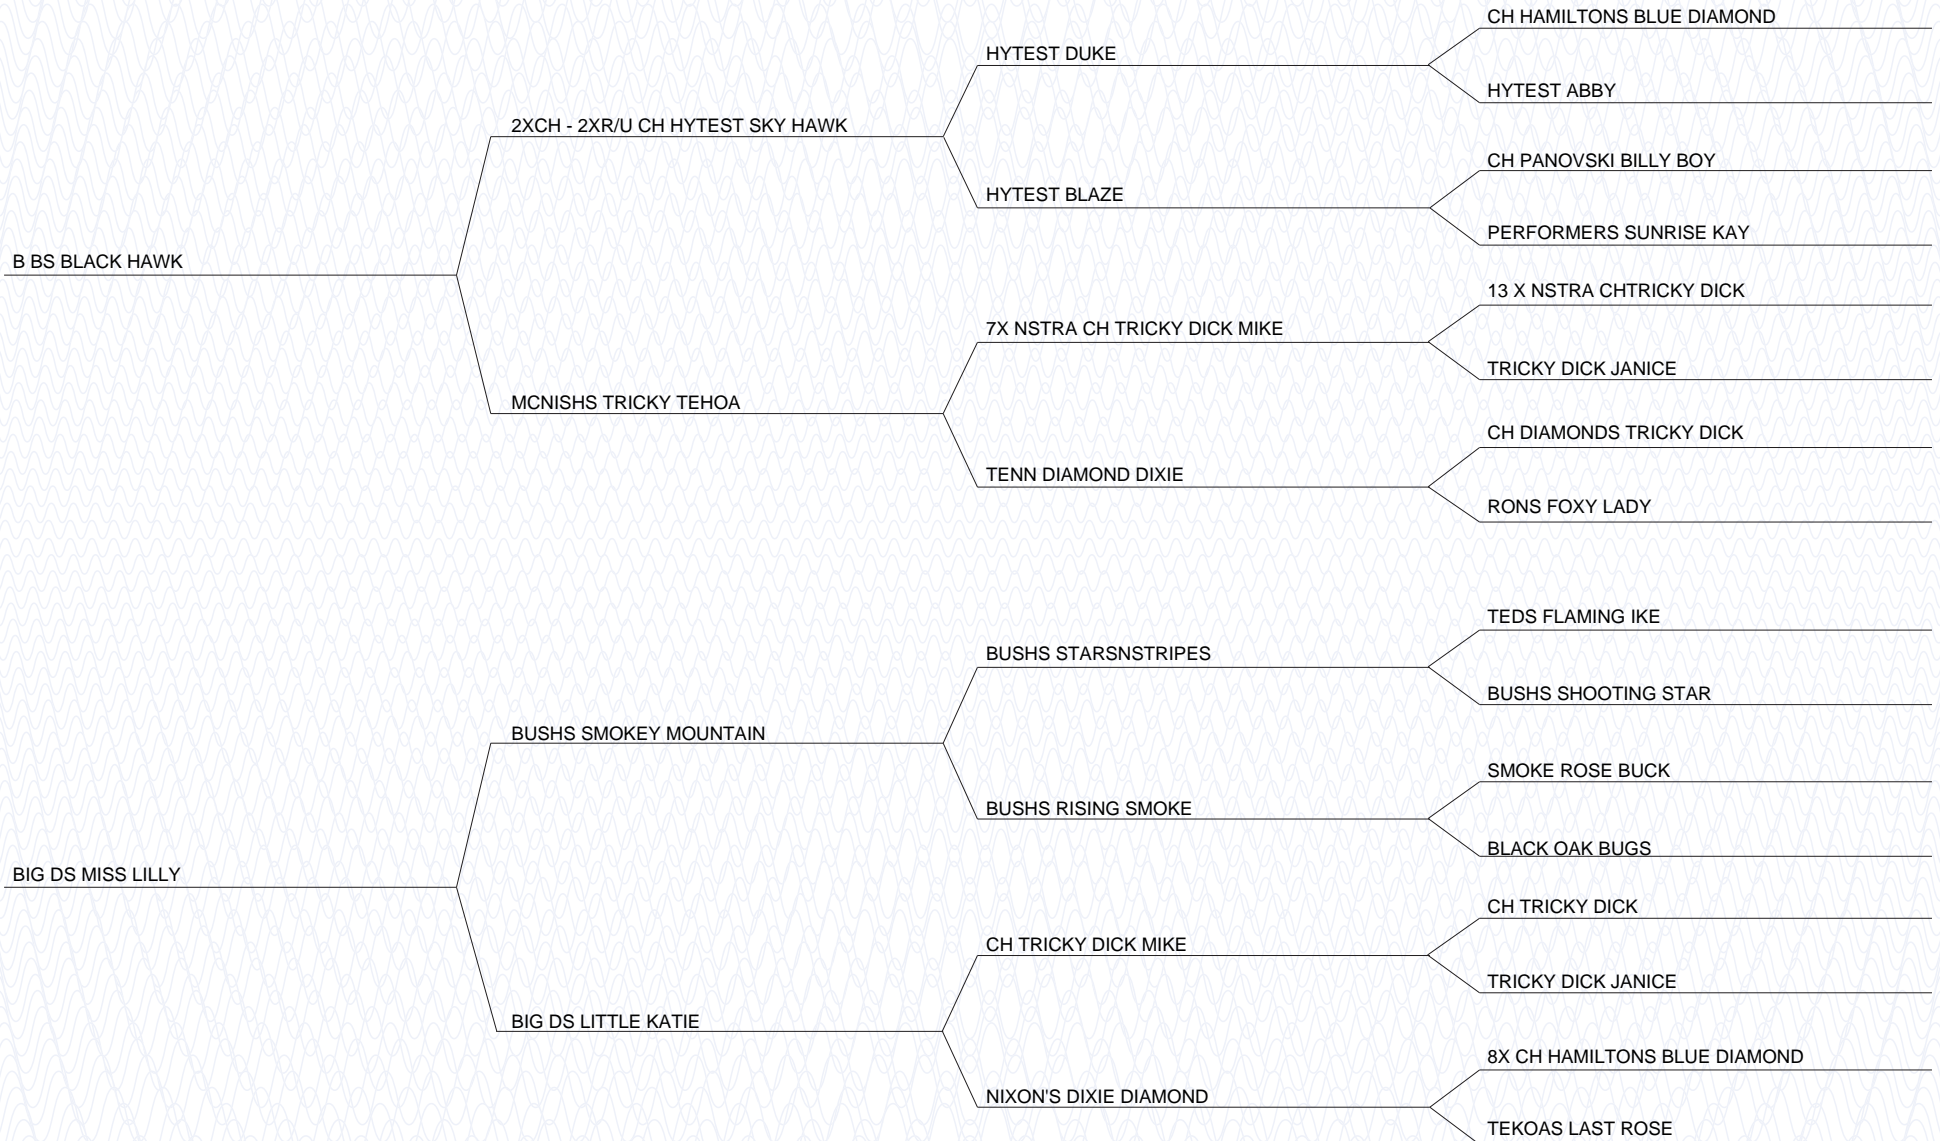 CH HAMILTONS BLUE DIAMOND
HYTEST DUKE
HYTEST ABBY
2XCH - 2XR/U CH HYTEST SKY HAWK
CH PANOVSKI BILLY BOY
HYTEST BLAZE
PERFORMERS SUNRISE KAY
B BS BLACK HAWK
13 X NSTRA CHTRICKY DICK
7X NSTRA CH TRICKY DICK MIKE
TRICKY DICK JANICE
MCNISHS TRICKY TEHOA
CH DIAMONDS TRICKY DICK
TENN DIAMOND DIXIE
RONS FOXY LADY
TEDS FLAMING IKE
BUSHS STARSNSTRIPES
BUSHS SHOOTING STAR
BUSHS SMOKEY MOUNTAIN
SMOKE ROSE BUCK
BUSHS RISING SMOKE
BLACK OAK BUGS
BIG DS MISS LILLY
CH TRICKY DICK
CH TRICKY DICK MIKE
TRICKY DICK JANICE
BIG DS LITTLE KATIE
8X CH HAMILTONS BLUE DIAMOND
NIXON'S DIXIE DIAMOND
TEKOAS LAST ROSE